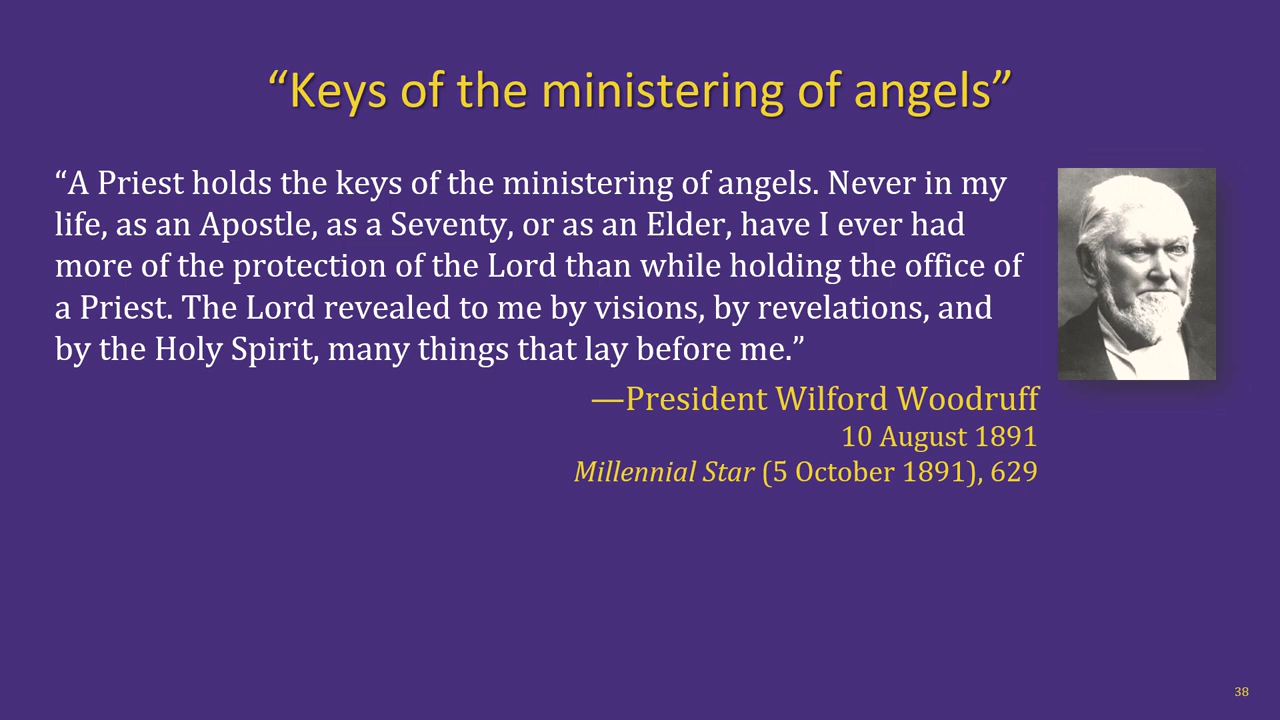 “Keys of the ministering of angels”
“A Priest holds the keys of the ministering of angels. Never in my
life, as an Apostle, as a Seventy, or as an Elder, have I ever had
more of the protection of the Lord than while holding the office of
a Priest. The Lord revealed to me by visions, by revelations, and
by the Holy Spirit, many things that lay before me.”
—President Wilford Woodruff
10 August 1891
Millennial Star (5 October 1891), 629
38